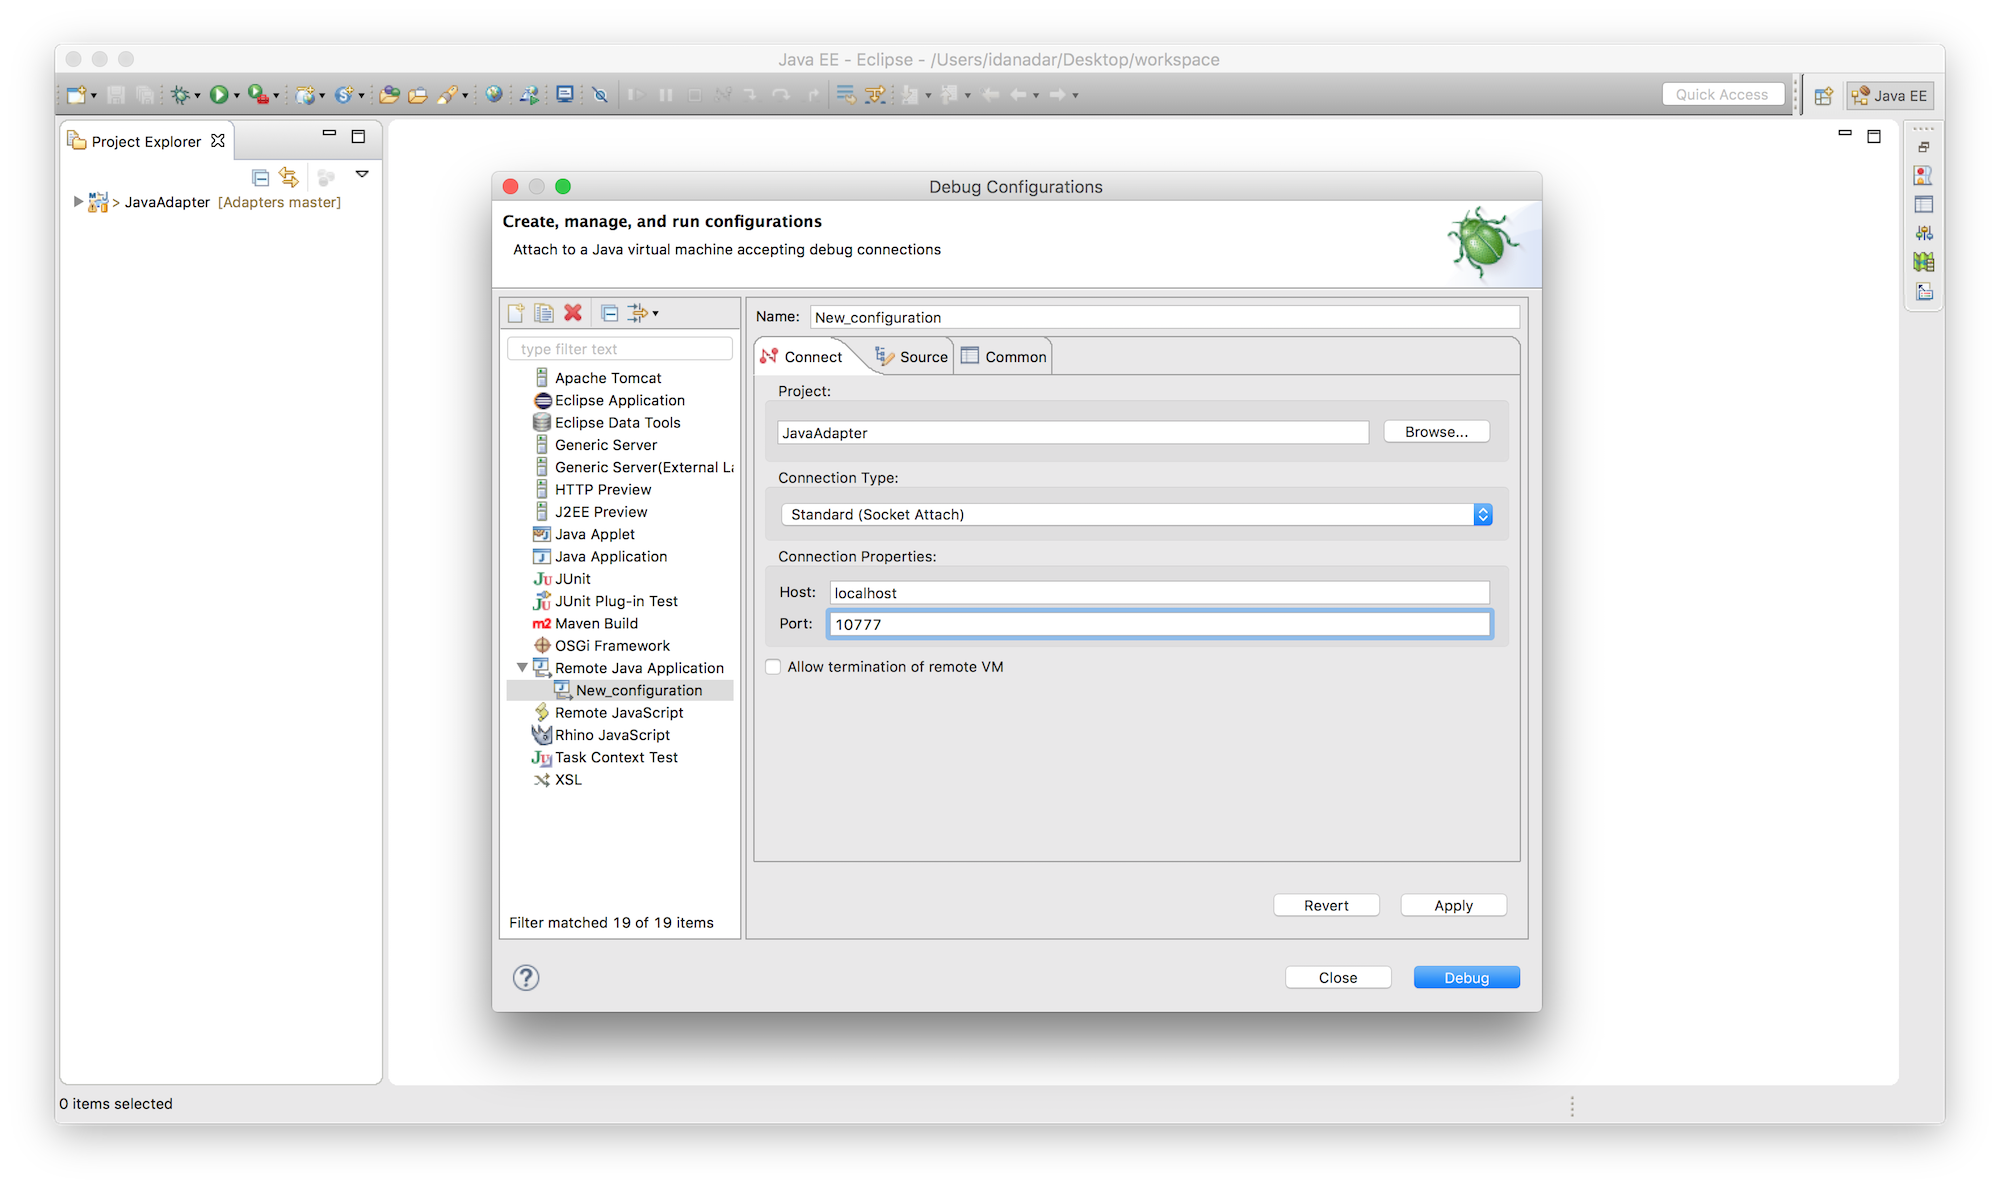 Java EE - Eclipse - /Users/idanadar/Desktop/workspace
Quick Access
Java EE
Project Explorer
> JavaAdapter [Adapters master]
Debug Configurations
Create, manage, and run configurations
Attach to a Java virtual machine accepting debug connections
type filter text
Apache Tomcat
Eclipse Application
Eclipse Data Tools
Generic Server
Generic Server(External La
HTTP Preview
J2EE Preview
Java Applet
Java Application
JUnit
JUnit Plug-in Test
Maven Build
OSGi Framework
Remote Java Application
New_configuration
Remote JavaScript
Rhino JavaScript
Task Context Test
XSL
Filter matched 19 of 19 items
Name: New_configuration
Connect Source Common
Project:
JavaAdapter Browse...
Connection Type:
Standard (Socket Attach)
Connection Properties:
Host: localhost
Port: 10777
Allow termination of remote VM
Revert Apply
? Close Debug
0 items selected